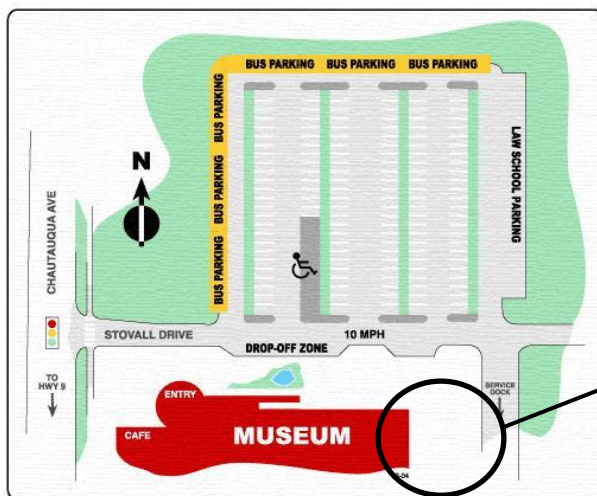 BUS PARKING BUS PARKING BUS PARKING
BUS PARKING
BUS PARKING
BUS PARKING
LAW SCHOOL PARKING
N
CHAUTAUQUA AVE
STOVALL DRIVE
10 MPH
DROP-OFF ZONE
TO
HWY 9
SERVICE
DOCK
ENTRY
CAFE
MUSEUM